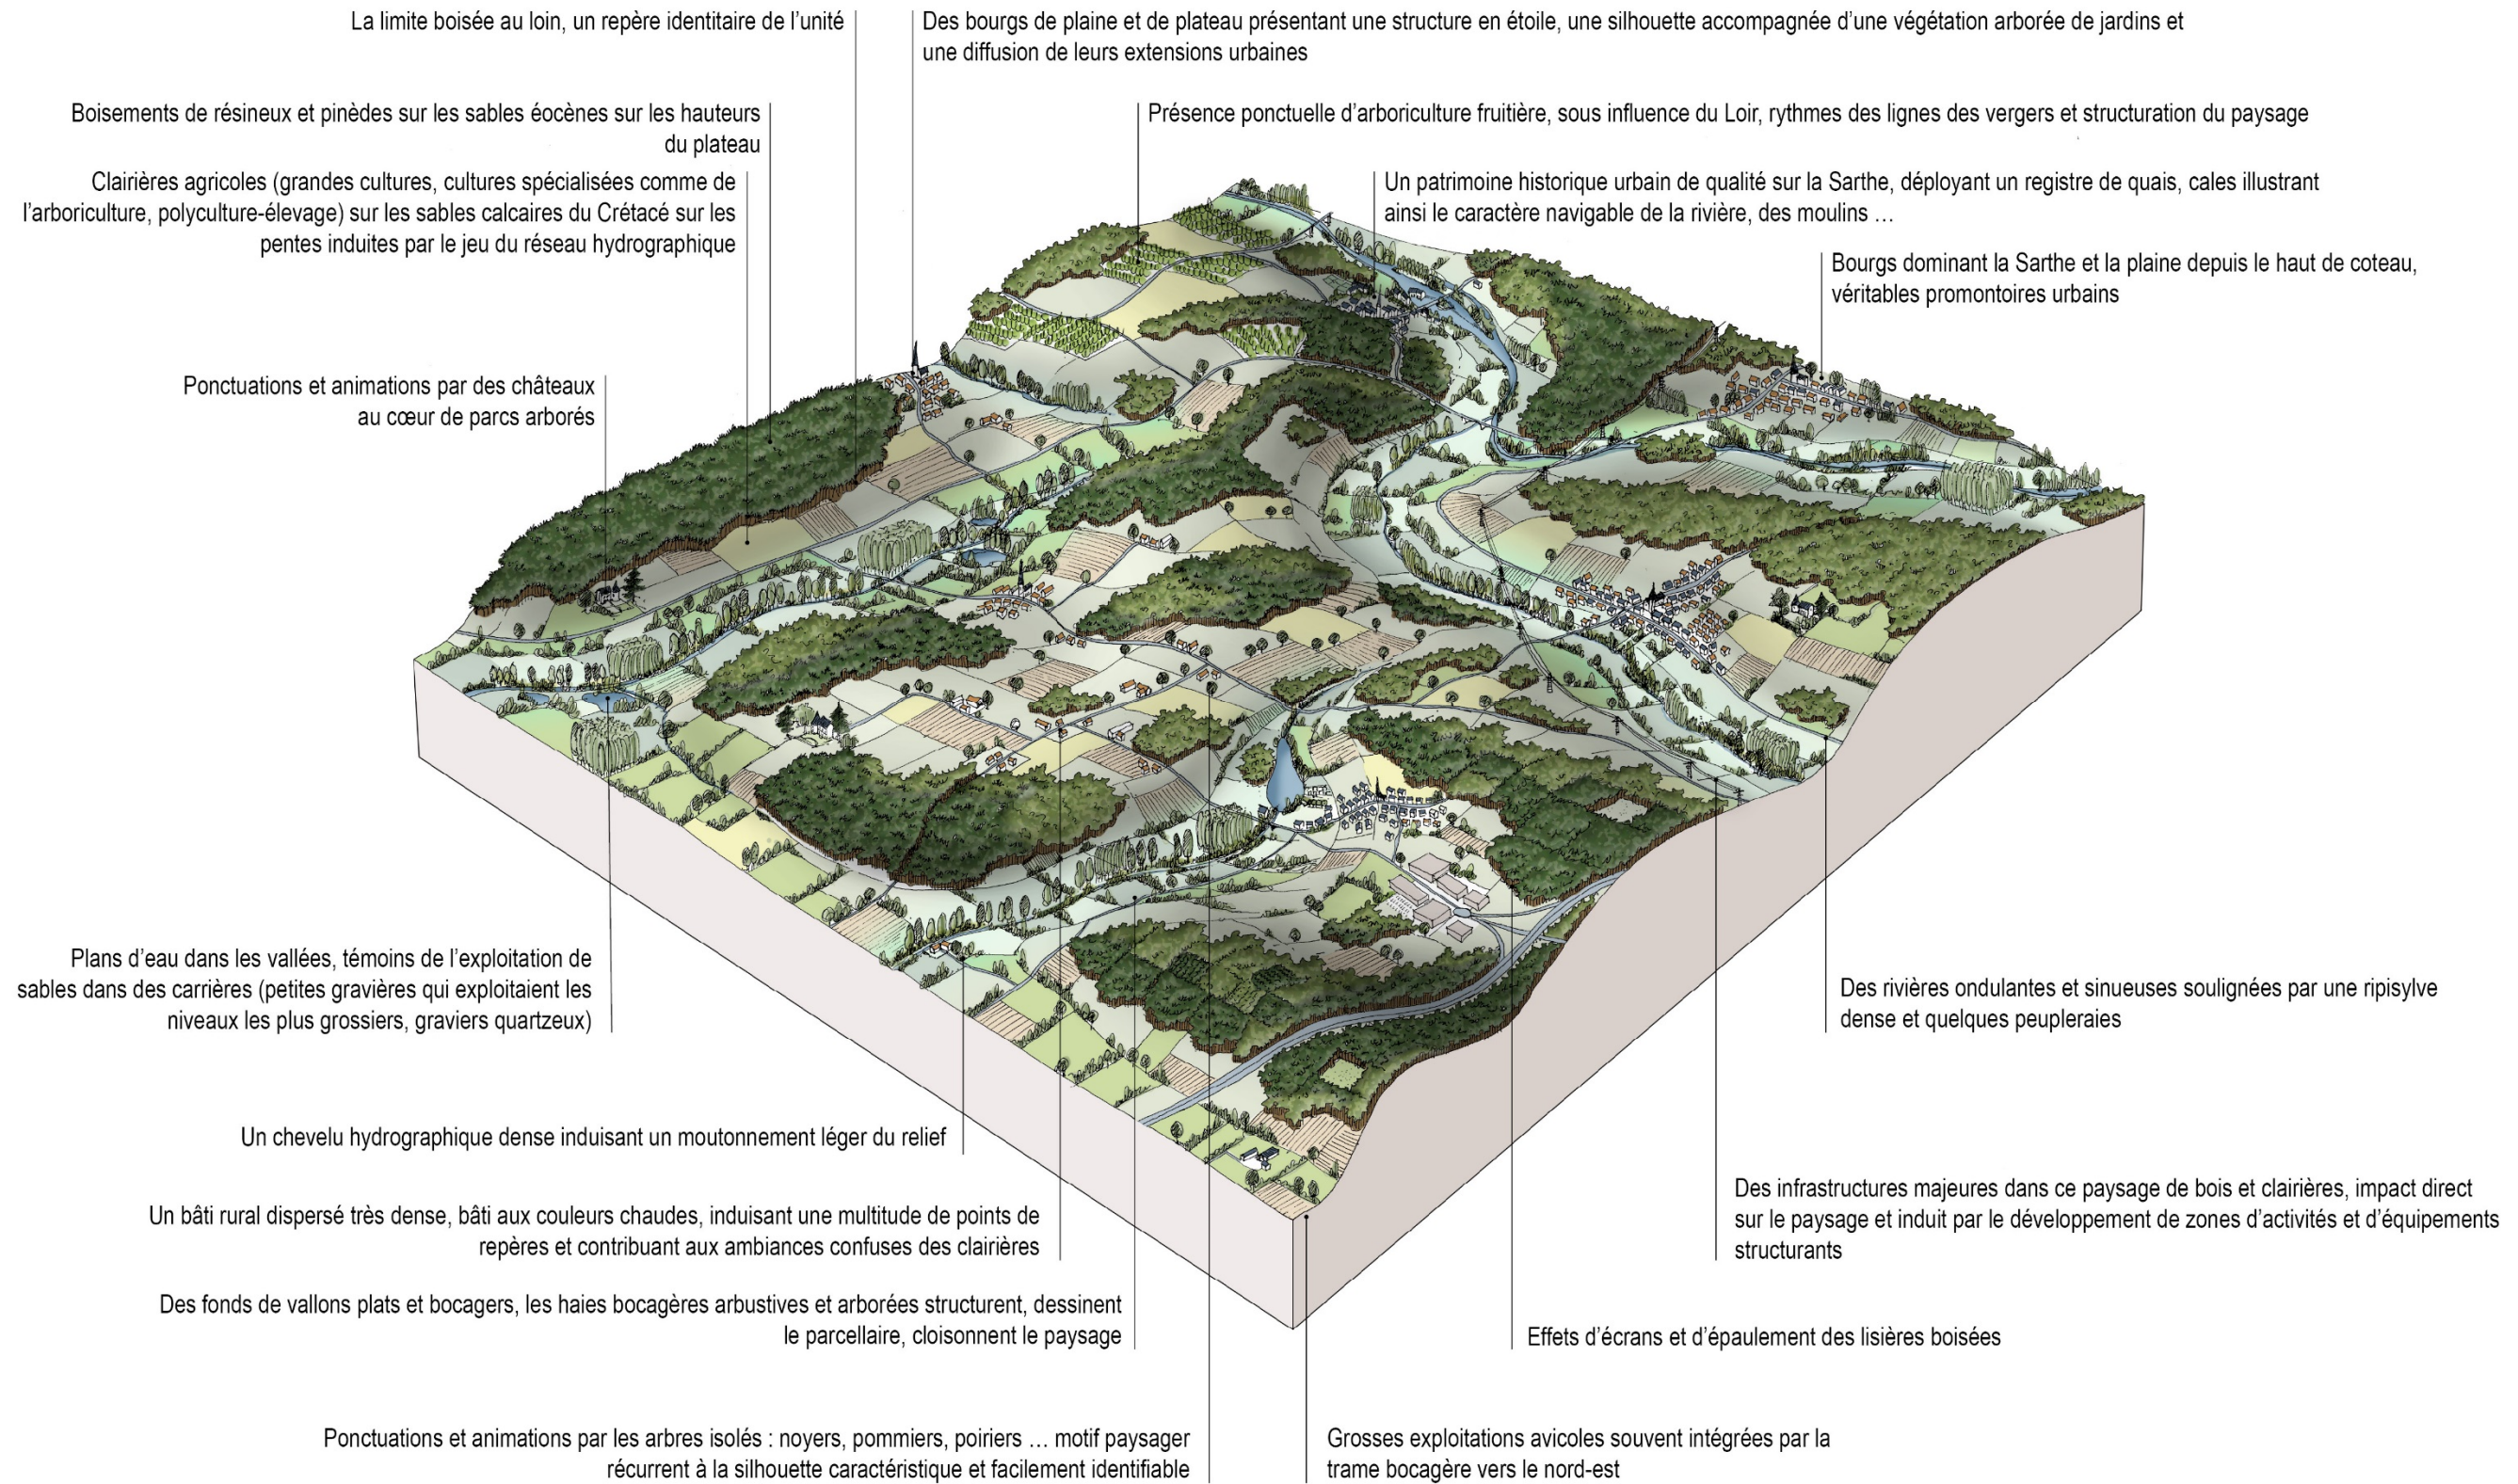 La limite boisée au loin, un repère identitaire de l'unité
Des bourgs de plaine et de plateau présentant une structure en étoile, une silhouette accompagnée d'une végétation arborée de jardins et
une diffusion de leurs extensions urbaines
Boisements de résineux et pinèdes sur les sables éocènes sur les hauteurs
du plateau
Présence ponctuelle d'arboriculture fruitière, sous influence du Loir, rythmes des lignes des vergers et structuration du paysage
Clairières agricoles (grandes cultures, cultures spécialisées comme de
l'arboriculture, polyculture-élevage) sur les sables calcaires du Crétacé sur les
pentes induites par le jeu du réseau hydrographique
Un patrimoine historique urbain de qualité sur la Sarthe, déployant un registre de quais, cales illustrant
ainsi le caractère navigable de la rivière, des moulins …
Bourgs dominant la Sarthe et la plaine depuis le haut de coteau,
véritables promontoires urbains
Ponctuations et animations par des châteaux
au cœur de parcs arborés
Plans d'eau dans les vallées, témoins de l'exploitation de
sables dans des carrières (petites gravières qui exploitaient les
niveaux les plus grossiers, graviers quartzeux)
Des rivières ondulantes et sinueuses soulignées par une ripisylve
dense et quelques peupleraies
Un chevelu hydrographique dense induisant un moutonnement léger du relief
Des infrastructures majeures dans ce paysage de bois et clairières, impact direct
sur le paysage et induit par le développement de zones d'activités et d'équipements
structurants
Un bâti rural dispersé très dense, bâti aux couleurs chaudes, induisant une multitude de points de
repères et contribuant aux ambiances confuses des clairières
Des fonds de vallons plats et bocagers, les haies bocagères arbustives et arborées structurent, dessinent
le parcellaire, cloisonnent le paysage
Effets d'écrans et d'épaulement des lisières boisées
Ponctuations et animations par les arbres isolés : noyers, pommiers, poiriers … motif paysager
récurrent à la silhouette caractéristique et facilement identifiable
Grosses exploitations avicoles souvent intégrées par la
trame bocagère vers le nord-est